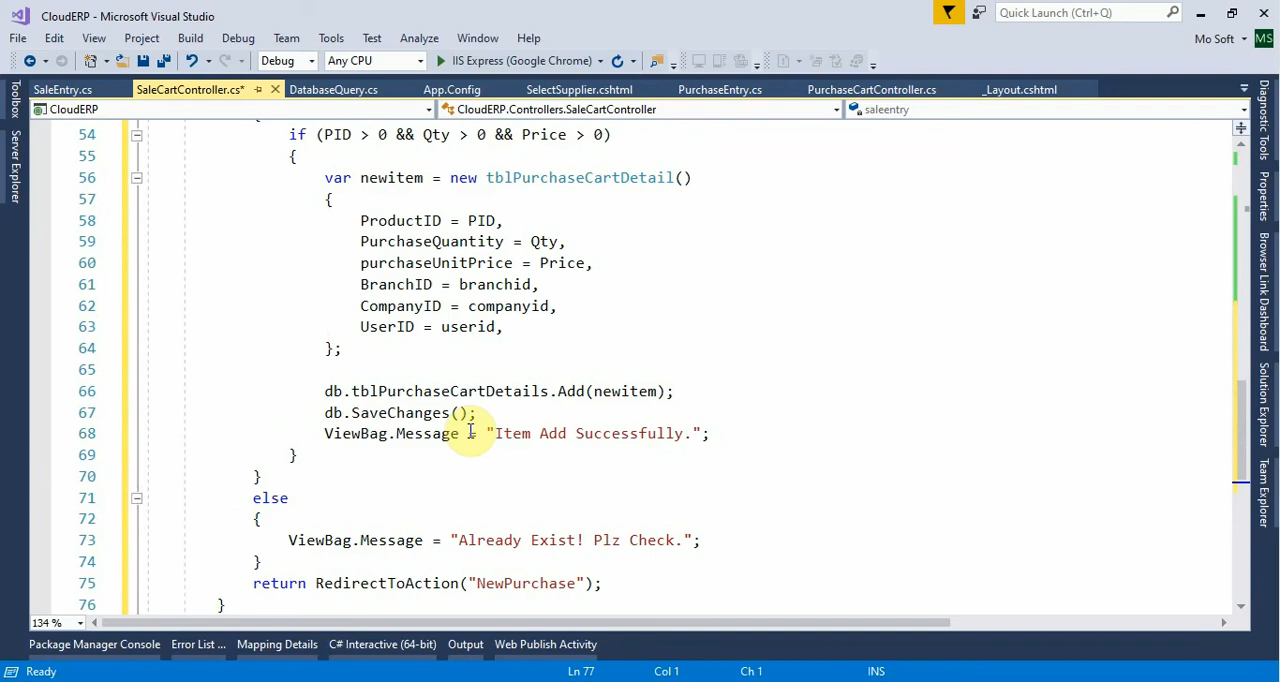 CloudERP - Microsoft Visual Studio
Quick Launch (Ctrl+Q)
File Edit View Project Build Debug Team Tools Test Analyze Window Help
Mo Soft MS
Debug Any CPU IIS Express (Google Chrome)
SaleEntry.cs SaleCartController.cs* DatabaseQuery.cs App.Config SelectSupplier.cshtml PurchaseEntry.cs PurchaseCartController.cs _Layout.cshtml
CloudERP CloudERP.Controllers.SaleCartController saleentry
54 if (PID > 0 && Qty > 0 && Price > 0)
55 {
56 var newitem = new tblPurchaseCartDetail()
57 {
58 ProductID = PID,
59 PurchaseQuantity = Qty,
60 purchaseUnitPrice = Price,
61 BranchID = branchid,
62 CompanyID = companyid,
63 UserID = userid,
64 };
65
66 db.tblPurchaseCartDetails.Add(newitem);
67 db.SaveChanges();
68 ViewBag.Message = "Item Add Successfully.";
69 }
70 }
71 else
72 {
73 ViewBag.Message = "Already Exist! Plz Check.";
74 }
75 return RedirectToAction("NewPurchase");
76 }
134 %
Toolbox
Server Explorer
Diagnostic Tools
Properties
Browser Link Dashboard
Solution Explorer
Team Explorer
Package Manager Console Error List ... Mapping Details C# Interactive (64-bit) Output Web Publish Activity
Ready Ln 77 Col 1 Ch 1 INS